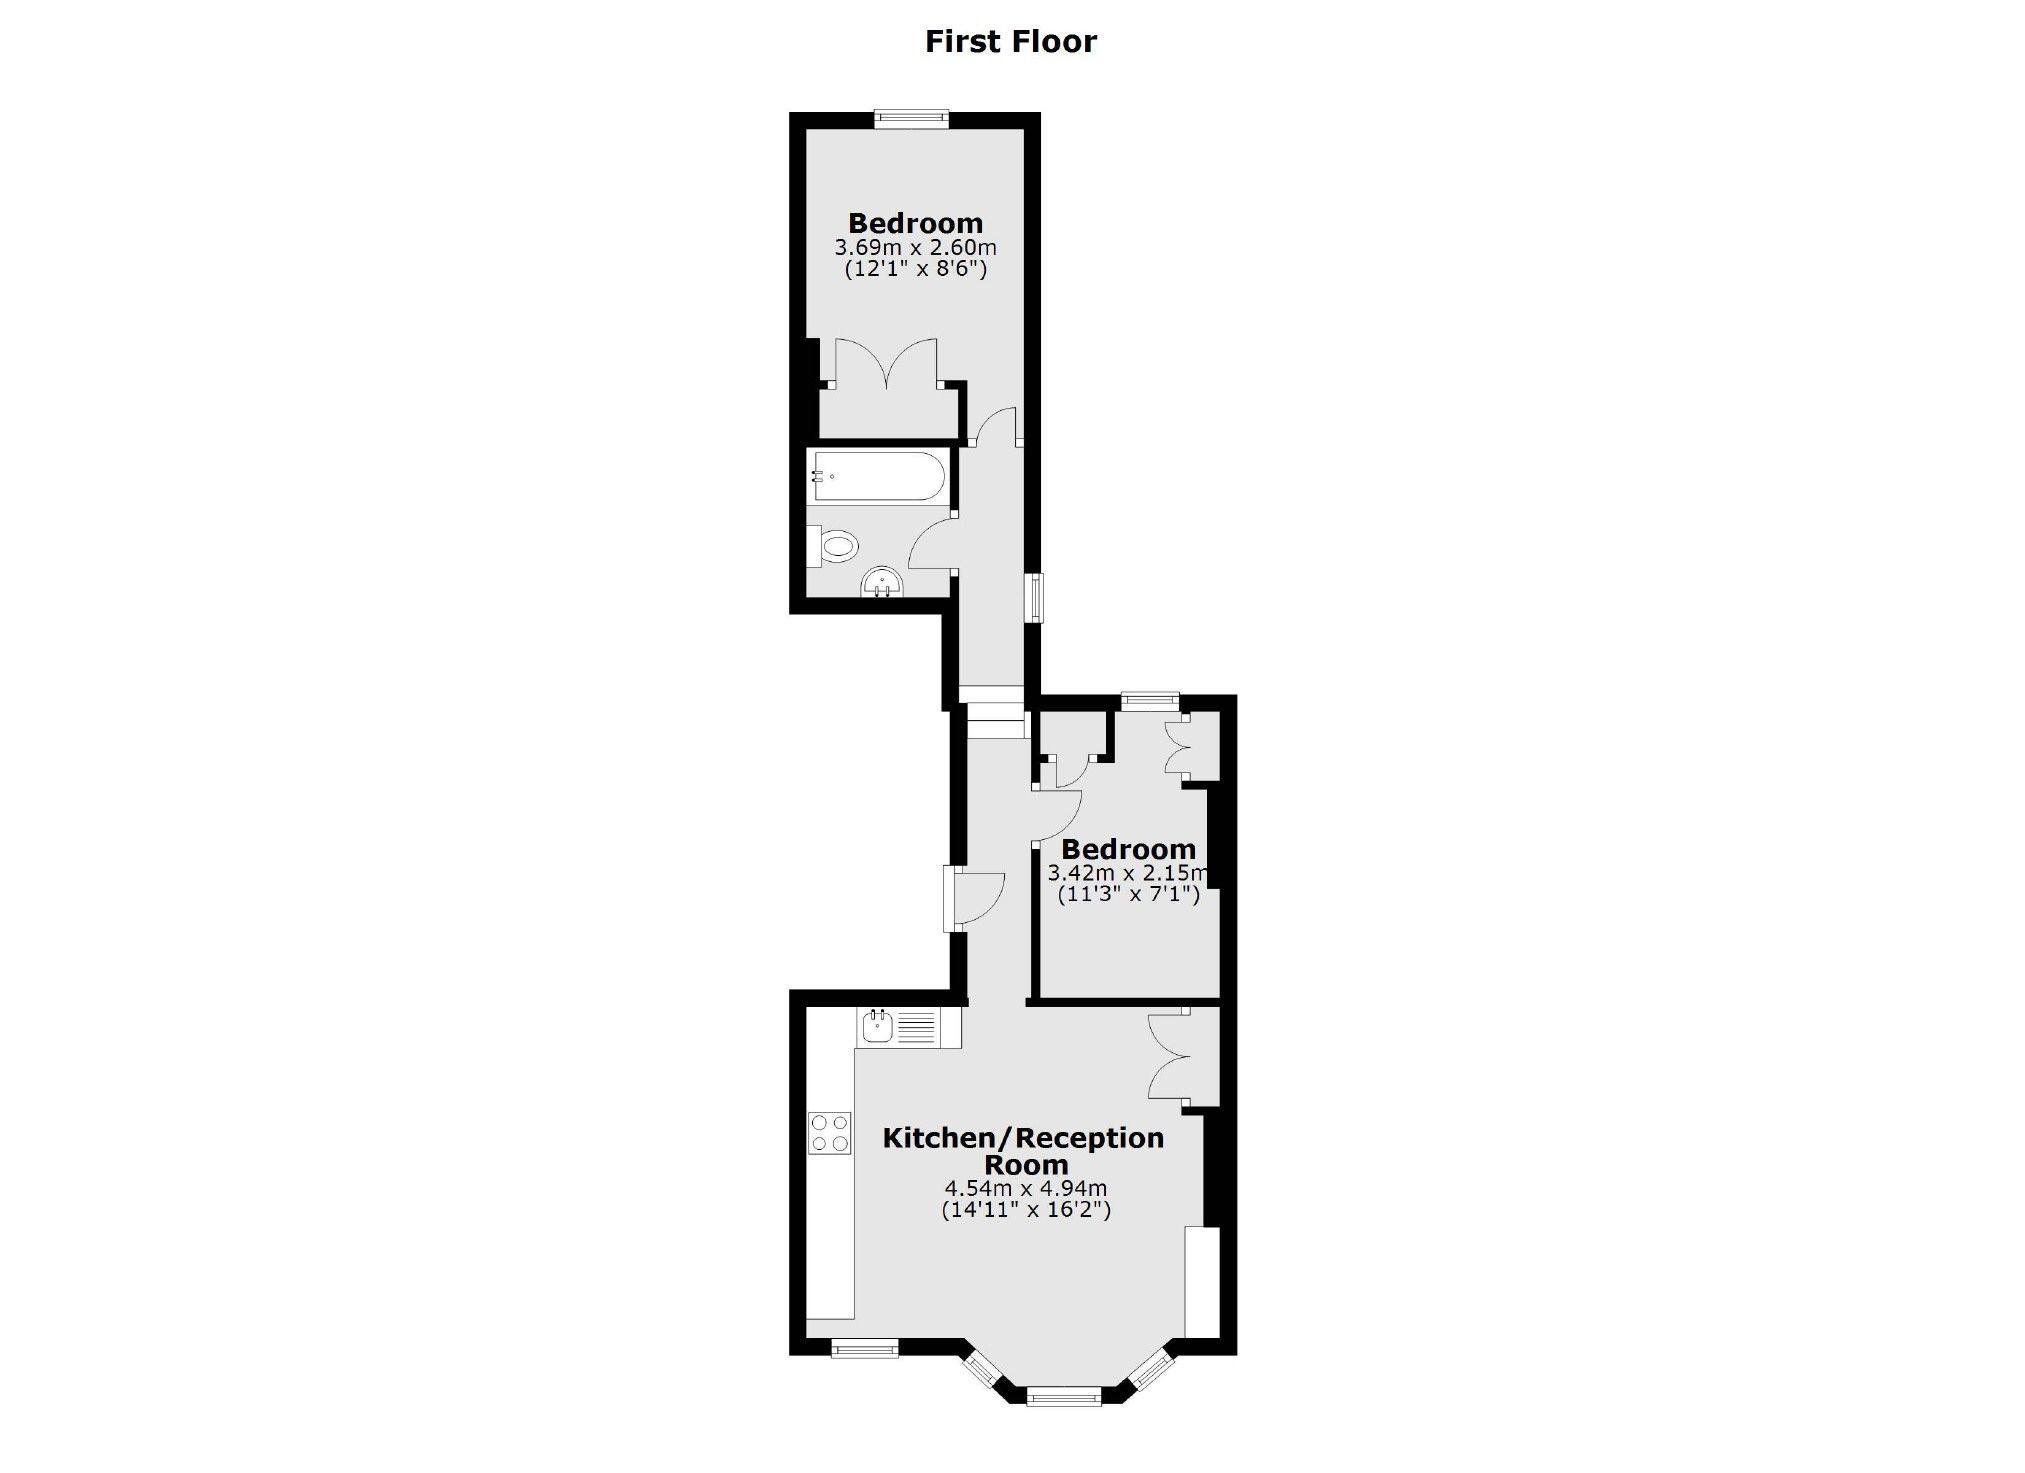 First Floor
Bedroom
3.69m x 2.60m
(12'1" x 8'6")
Bedroom
3.42m x 2.15m
(11'3" x 7'1")
Kitchen/Reception
Room
4.54m x 4.94m
(14'11" x 16'2")